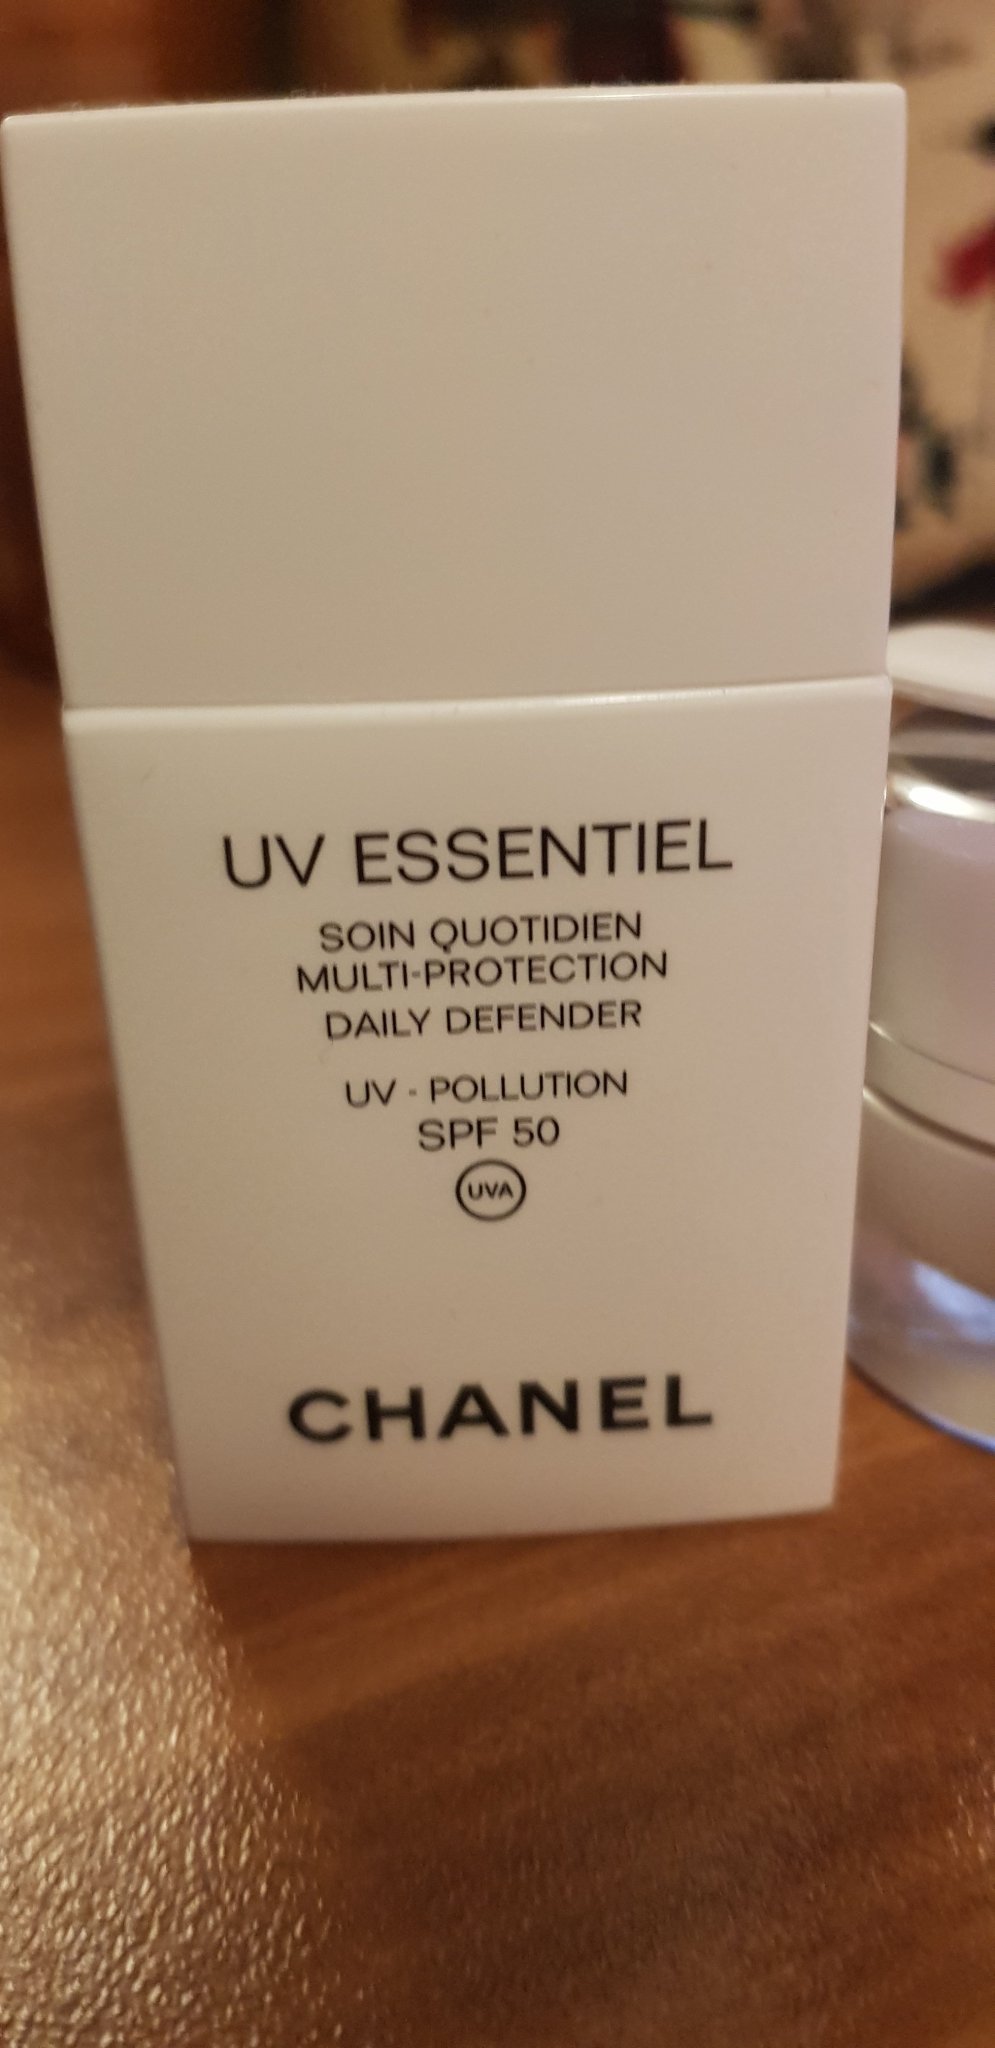 UV ESSENTIEL
SOIN QUOTIDIEN
MULTI-PROTECTION
DAILY DEFENDER
UV - POLLUTION
SPF 50
UVA
CHANEL